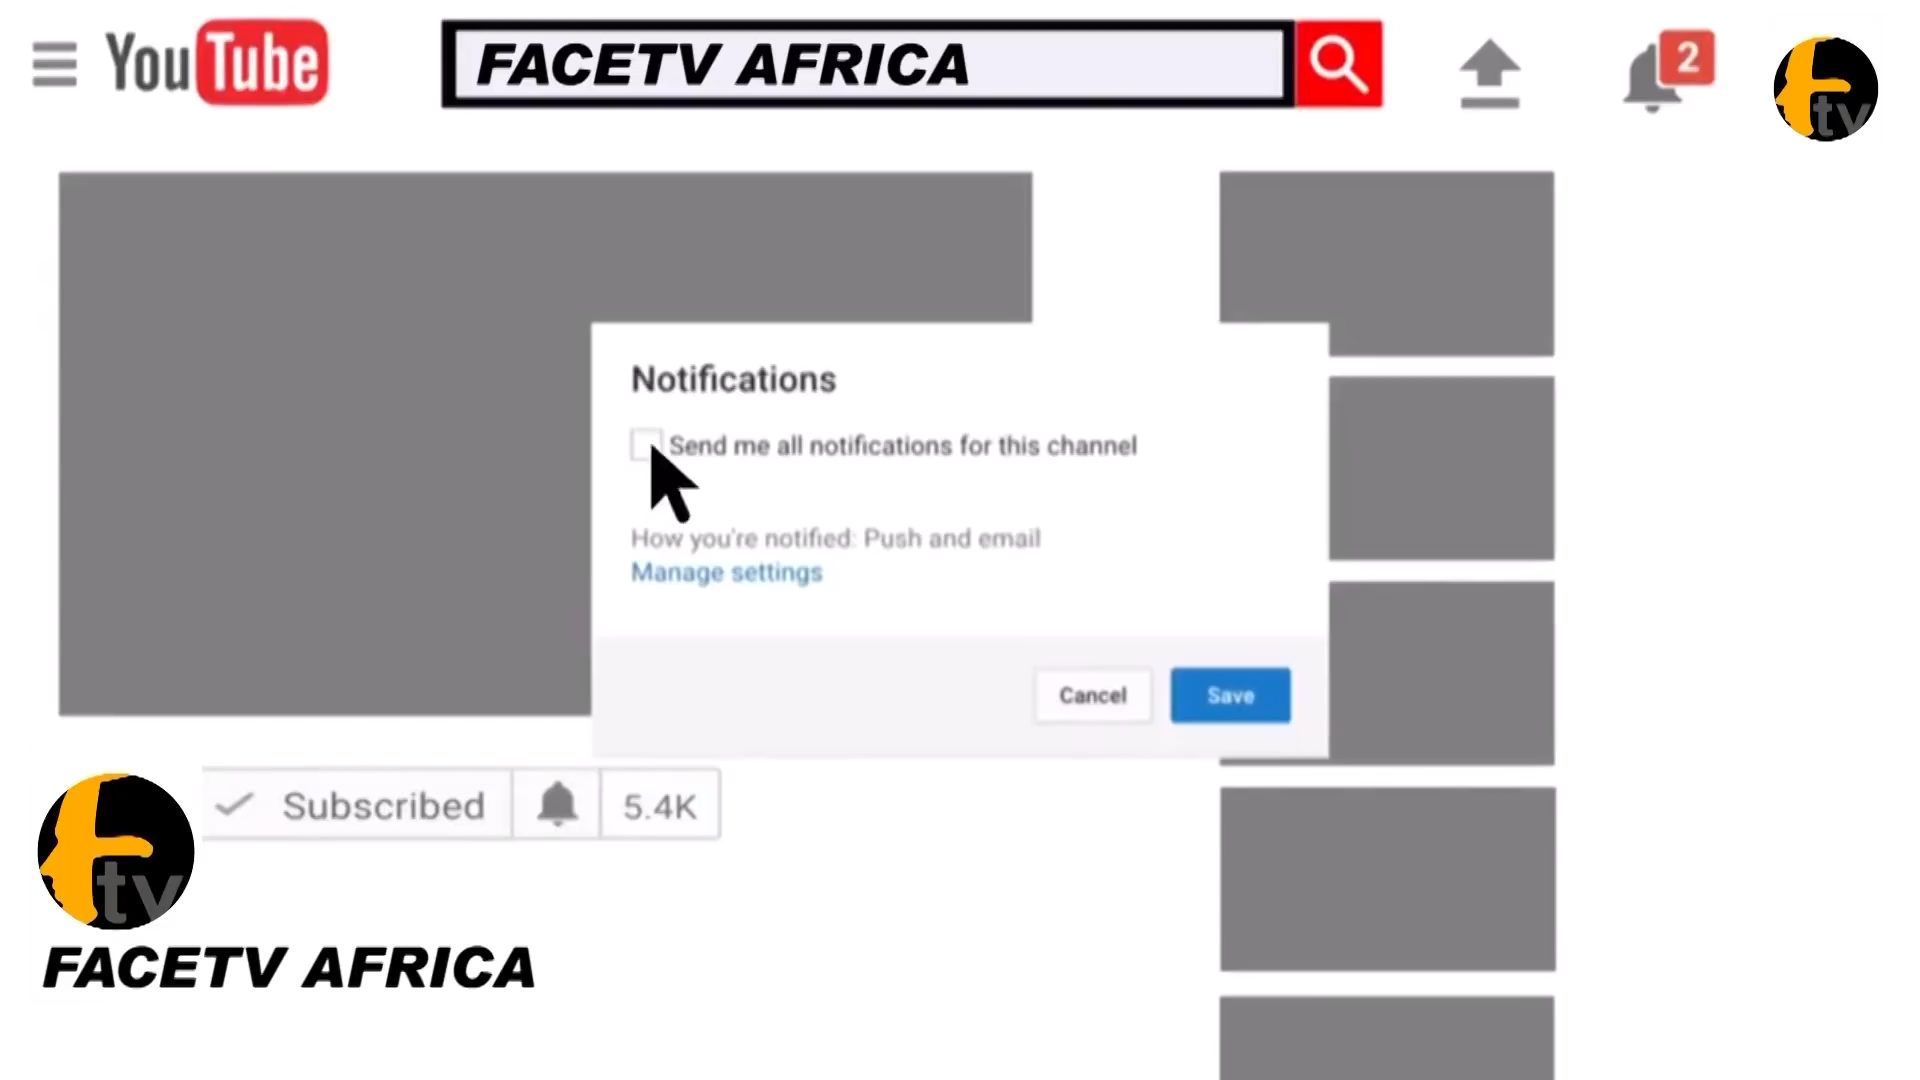 YouTube
FACETV AFRICA
2
tv
Notifications
Send me all notifications for this channel
How you're notified: Push and email
Manage settings
Cancel
Save
Subscribed
5.4K
tv
FACETV AFRICA